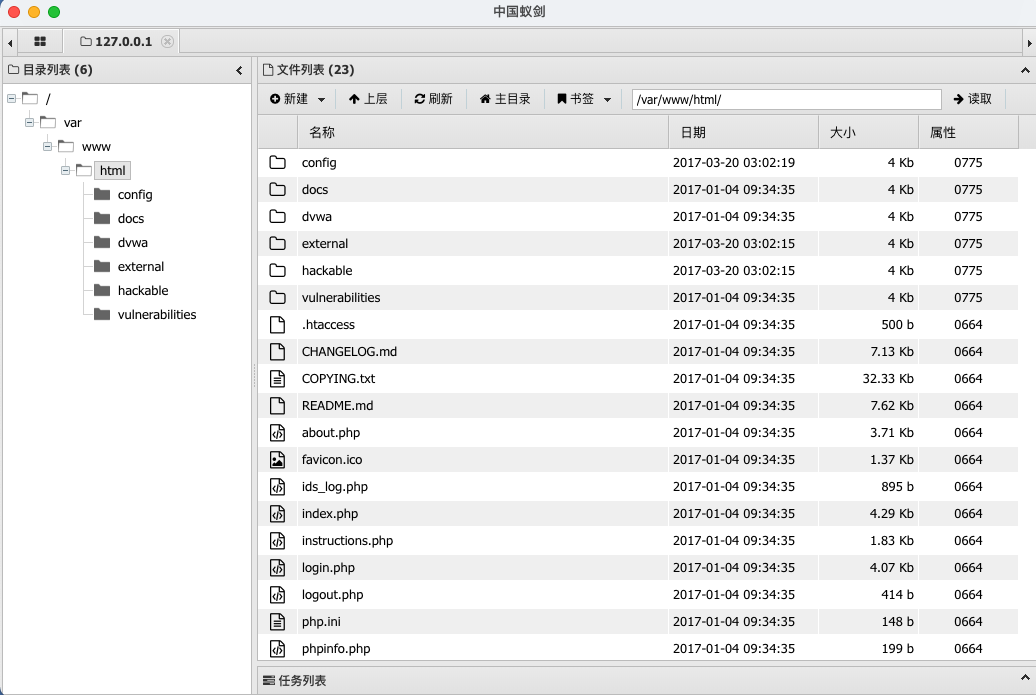 中国蚁剑
127.0.0.1
目录列表 (6)
/
var
www
html
config
docs
dvwa
external
hackable
vulnerabilities
文件列表 (23)
新建 上层 刷新 主目录 书签 /var/www/html/ 读取
名称 日期 大小 属性
config 2017-03-20 03:02:19 4 Kb 0775
docs 2017-01-04 09:34:35 4 Kb 0775
dvwa 2017-01-04 09:34:35 4 Kb 0775
external 2017-03-20 03:02:15 4 Kb 0775
hackable 2017-03-20 03:02:15 4 Kb 0775
vulnerabilities 2017-01-04 09:34:35 4 Kb 0775
.htaccess 2017-01-04 09:34:35 500 b 0664
CHANGELOG.md 2017-01-04 09:34:35 7.13 Kb 0664
COPYING.txt 2017-01-04 09:34:35 32.33 Kb 0664
README.md 2017-01-04 09:34:35 7.62 Kb 0664
about.php 2017-01-04 09:34:35 3.71 Kb 0664
favicon.ico 2017-01-04 09:34:35 1.37 Kb 0664
ids_log.php 2017-01-04 09:34:35 895 b 0664
index.php 2017-01-04 09:34:35 4.29 Kb 0664
instructions.php 2017-01-04 09:34:35 1.83 Kb 0664
login.php 2017-01-04 09:34:35 4.07 Kb 0664
logout.php 2017-01-04 09:34:35 414 b 0664
php.ini 2017-01-04 09:34:35 148 b 0664
phpinfo.php 2017-01-04 09:34:35 199 b 0664
任务列表